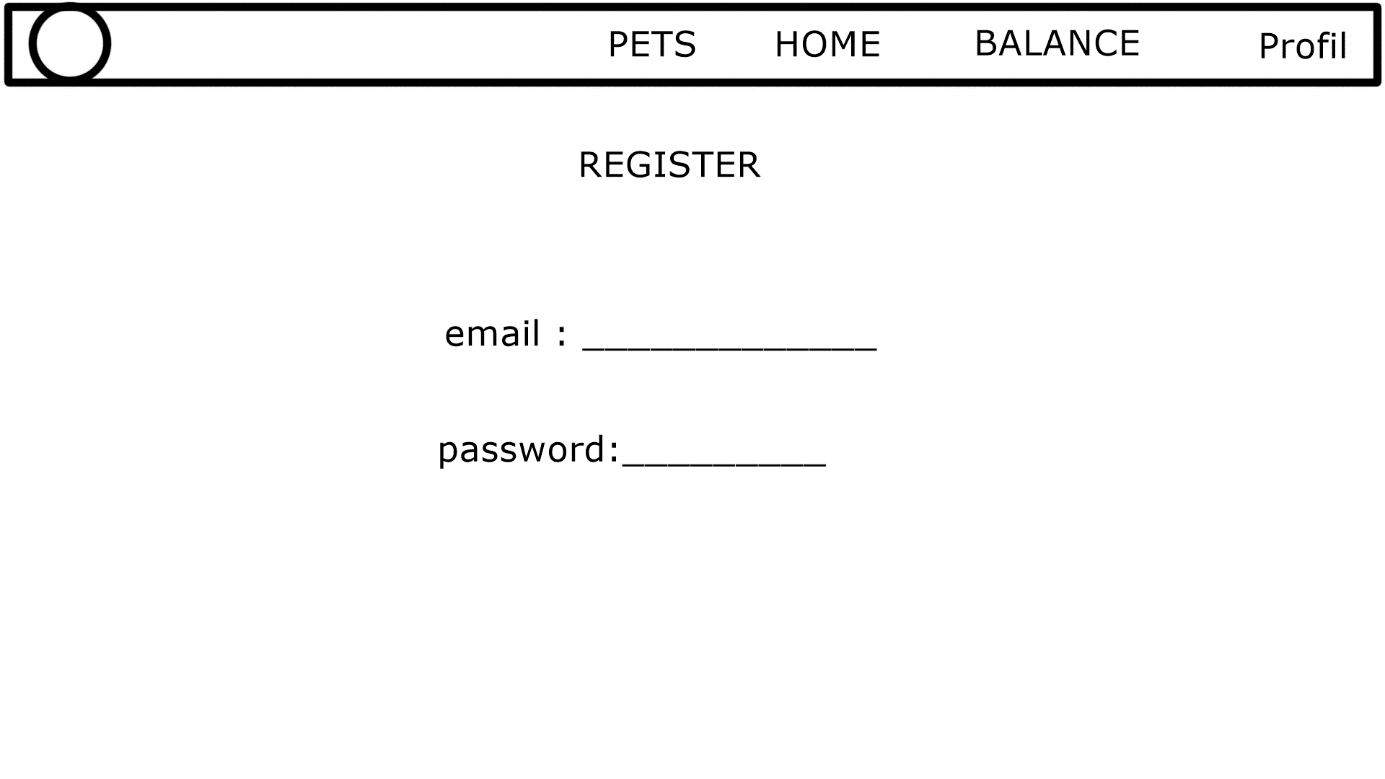 PETS HOME BALANCE Profil
REGISTER
email : _____________
password:_________